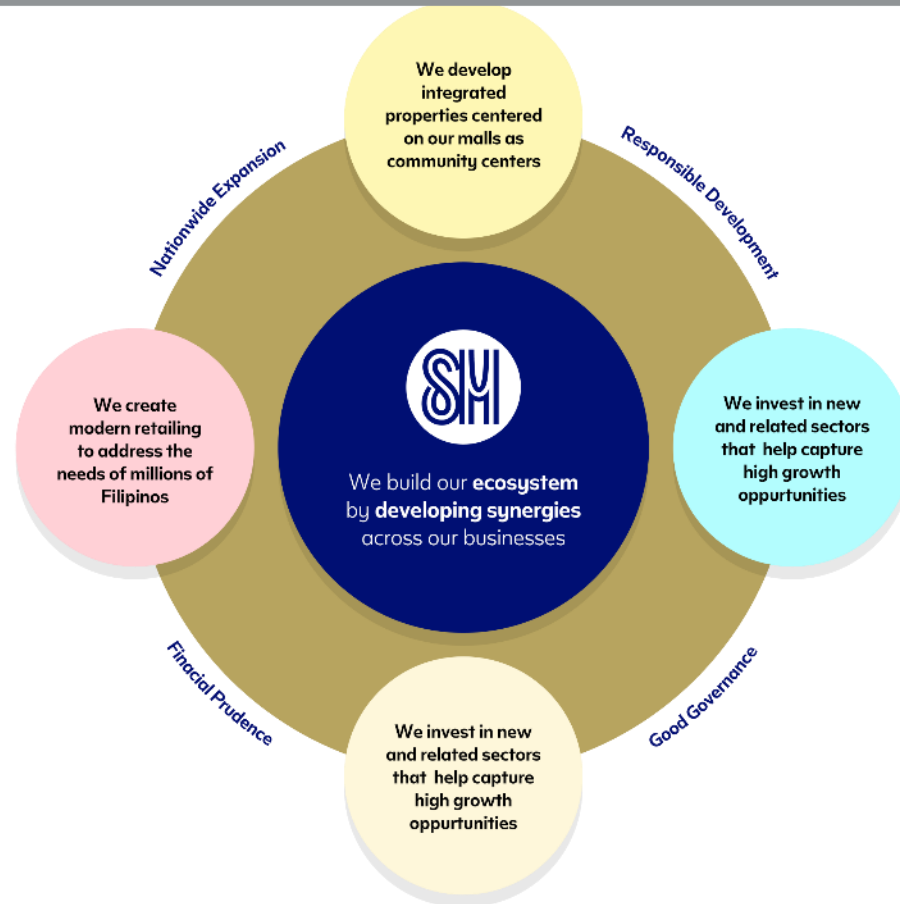 We develop
integrated
properties centered
on our malls as
community centers
Nationwide Expansion
Responsible Development
We create
modern retailing
to address the
needs of millions of
Filipinos
SM
We build our ecosystem
by developing synergies
across our businesses
We invest in new
and related sectors
that help capture
high growth
oppurtunities
Finacial Prudence
Good Governance
We invest in new
and related sectors
that help capture
high growth
oppurtunities